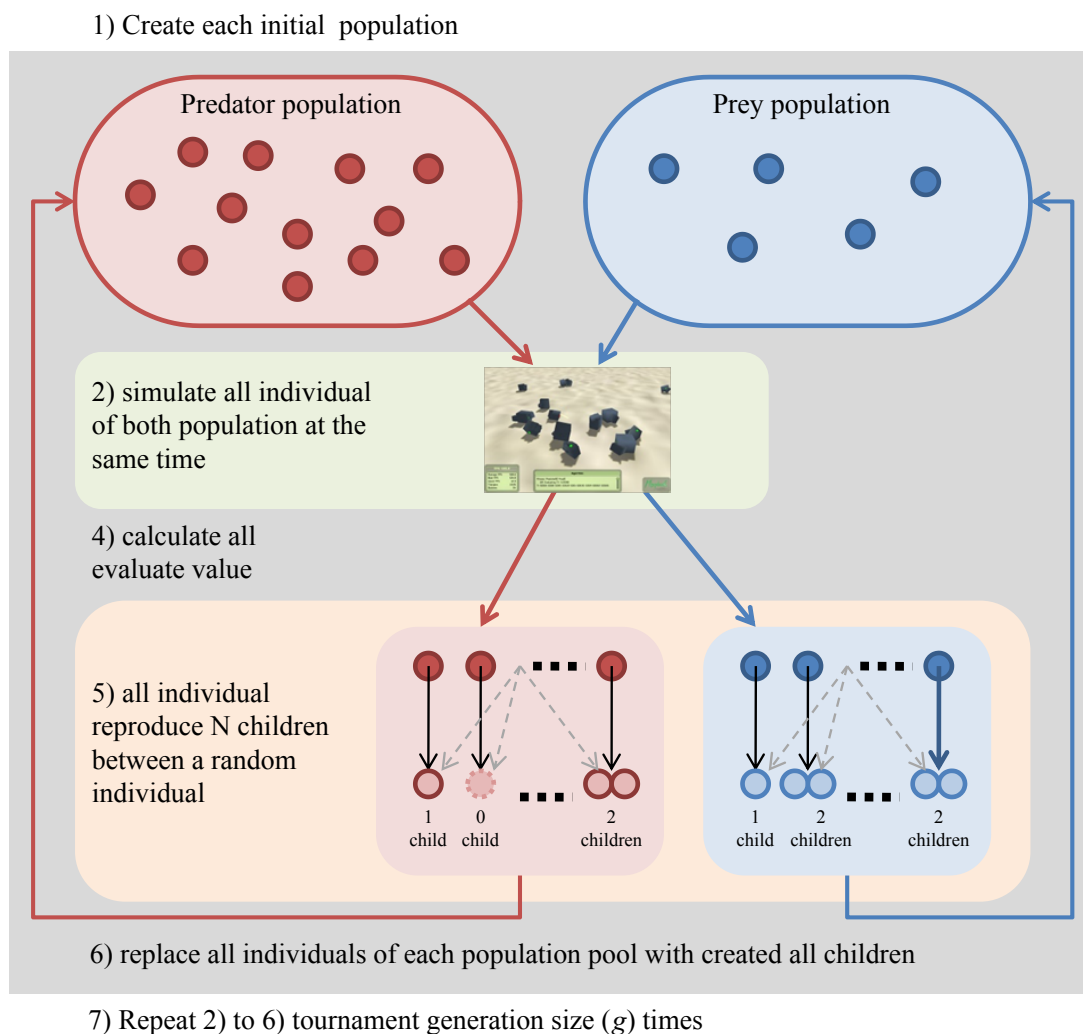 1) Create each initial population
Predator population
Prey population
2) simulate all individual
of both population at the
same time
4) calculate all
evaluate value
5) all individual
reproduce N children
between a random
individual
1
child
0
child
2
children
1
child
2
children
2
children
6) replace all individuals of each population pool with created all children
7) Repeat 2) to 6) tournament generation size (g) times